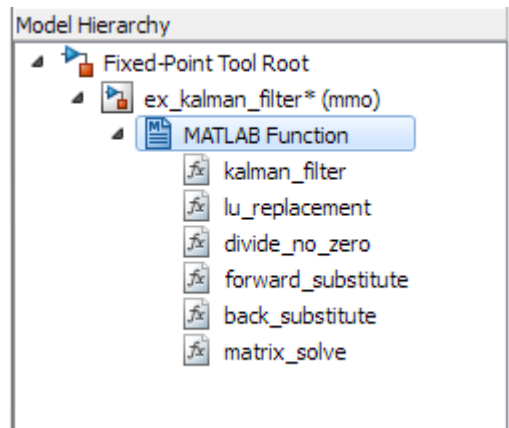 Model Hierarchy
Fixed-Point Tool Root
ex_kalman_filter* (mmo)
MATLAB Function
kalman_filter
lu_replacement
divide_no_zero
forward_substitute
back_substitute
matrix_solve